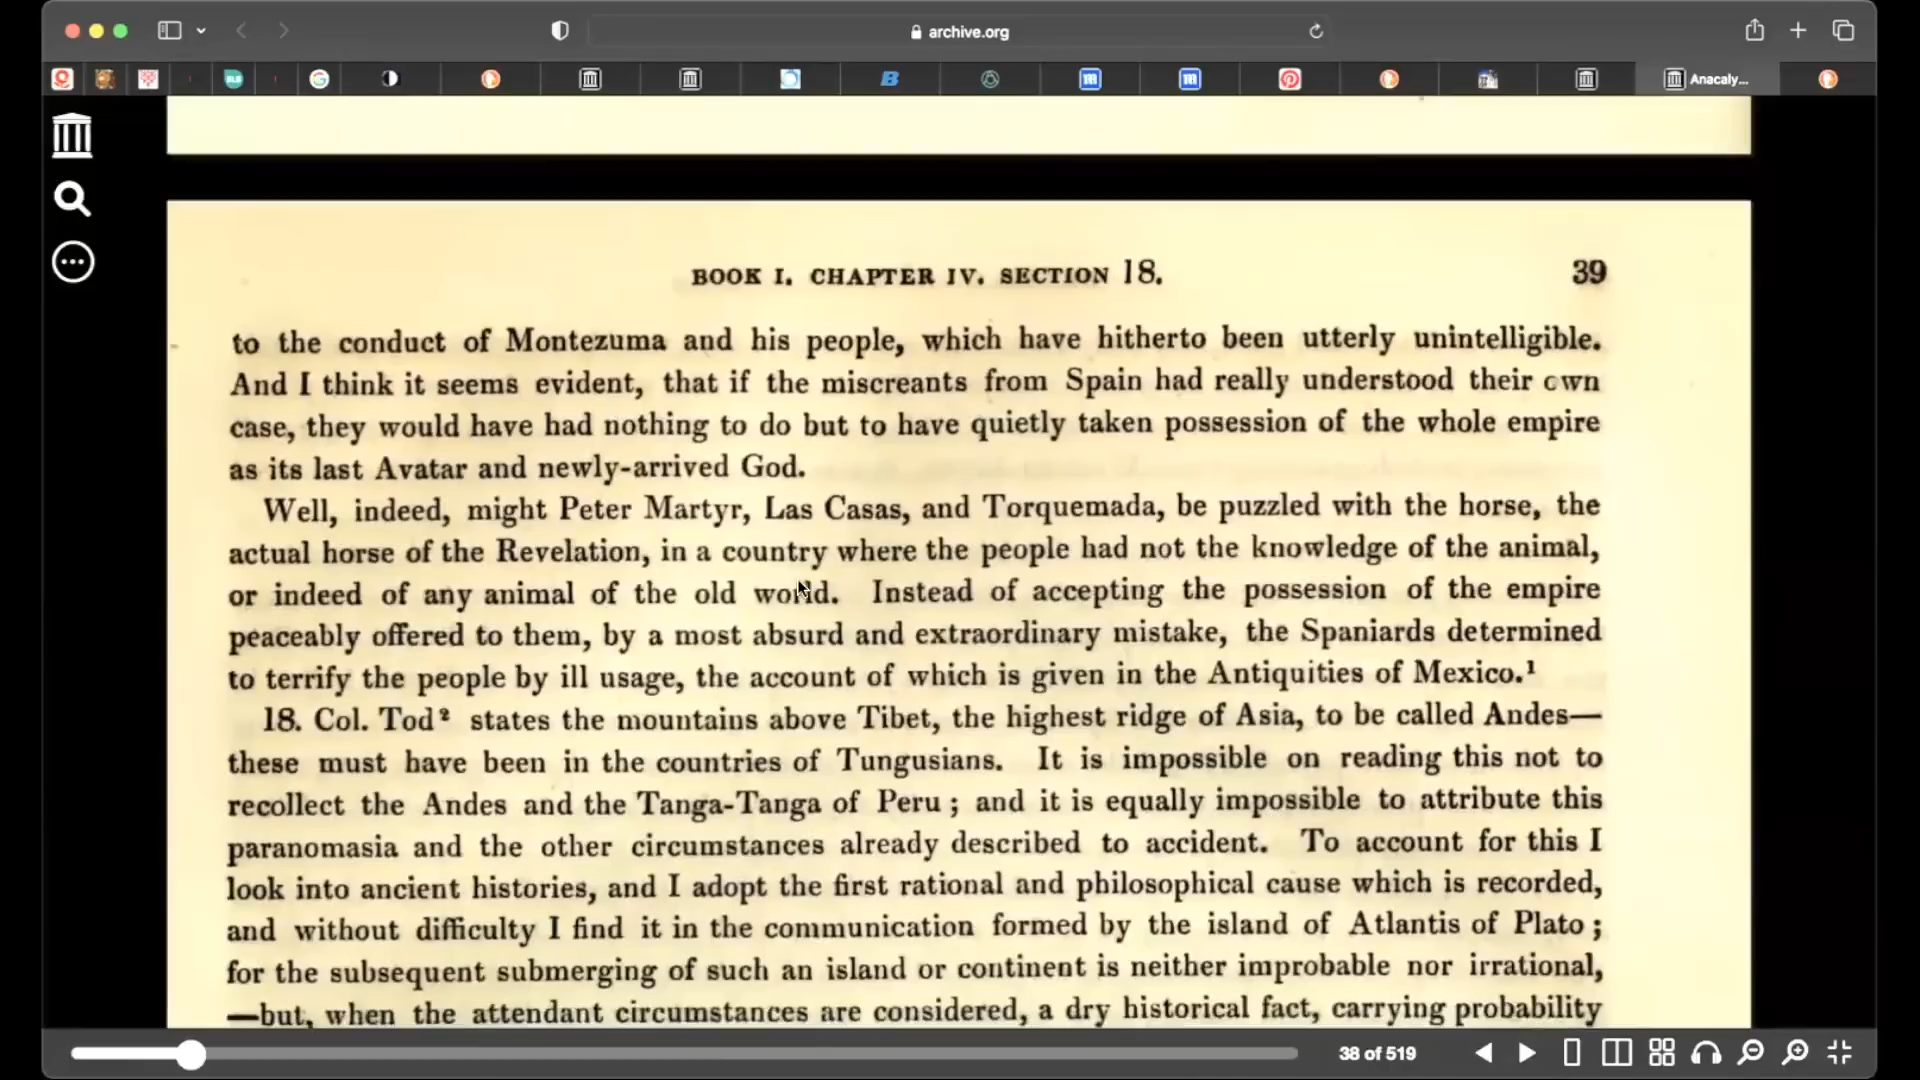 archive.org
Anacaly...
BOOK I. CHAPTER IV. SECTION 18.
39
to the conduct of Montezuma and his people, which have hitherto been utterly unintelligible.
And I think it seems evident, that if the miscreants from Spain had really understood their own
case, they would have had nothing to do but to have quietly taken possession of the whole empire
as its last Avatar and newly-arrived God.
Well, indeed, might Peter Martyr, Las Casas, and Torquemada, be puzzled with the horse, the
actual horse of the Revelation, in a country where the people had not the knowledge of the animal,
or indeed of any animal of the old world. Instead of accepting the possession of the empire
peaceably offered to them, by a most absurd and extraordinary mistake, the Spaniards determined
to terrify the people by ill usage, the account of which is given in the Antiquities of Mexico.¹
18. Col. Tod² states the mountains above Tibet, the highest ridge of Asia, to be called Andes—
these must have been in the countries of Tungusians. It is impossible on reading this not to
recollect the Andes and the Tanga-Tanga of Peru; and it is equally impossible to attribute this
paranomasia and the other circumstances already described to accident. To account for this I
look into ancient histories, and I adopt the first rational and philosophical cause which is recorded,
and without difficulty I find it in the communication formed by the island of Atlantis of Plato;
for the subsequent submerging of such an island or continent is neither improbable nor irrational,
—but, when the attendant circumstances are considered, a dry historical fact, carrying probability
38 of 519